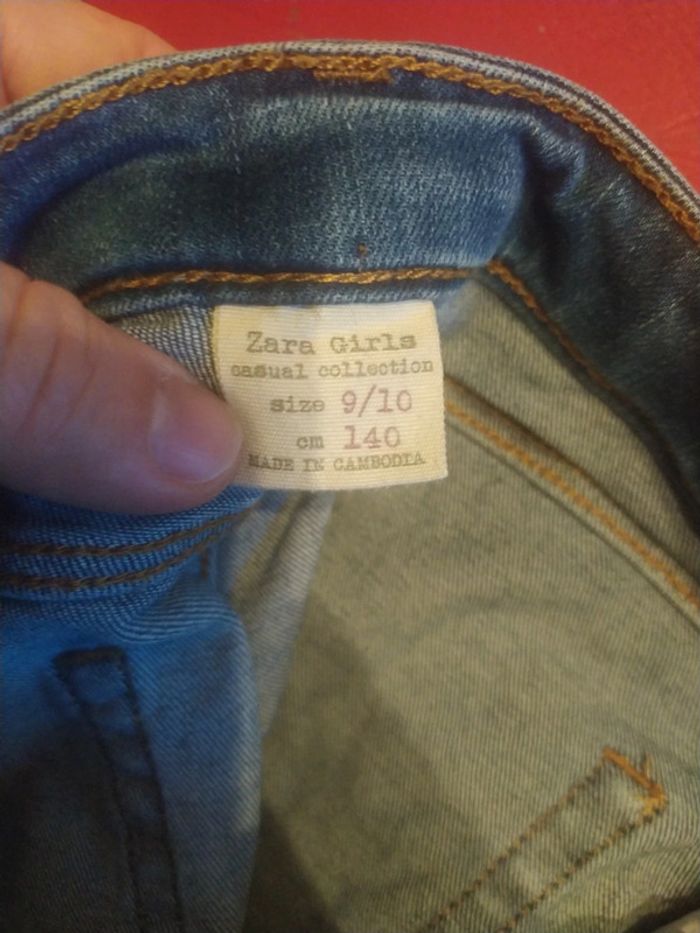 Zara Girls
casual collection
size 9/10
cm 140
MADE IN CAMBODIA